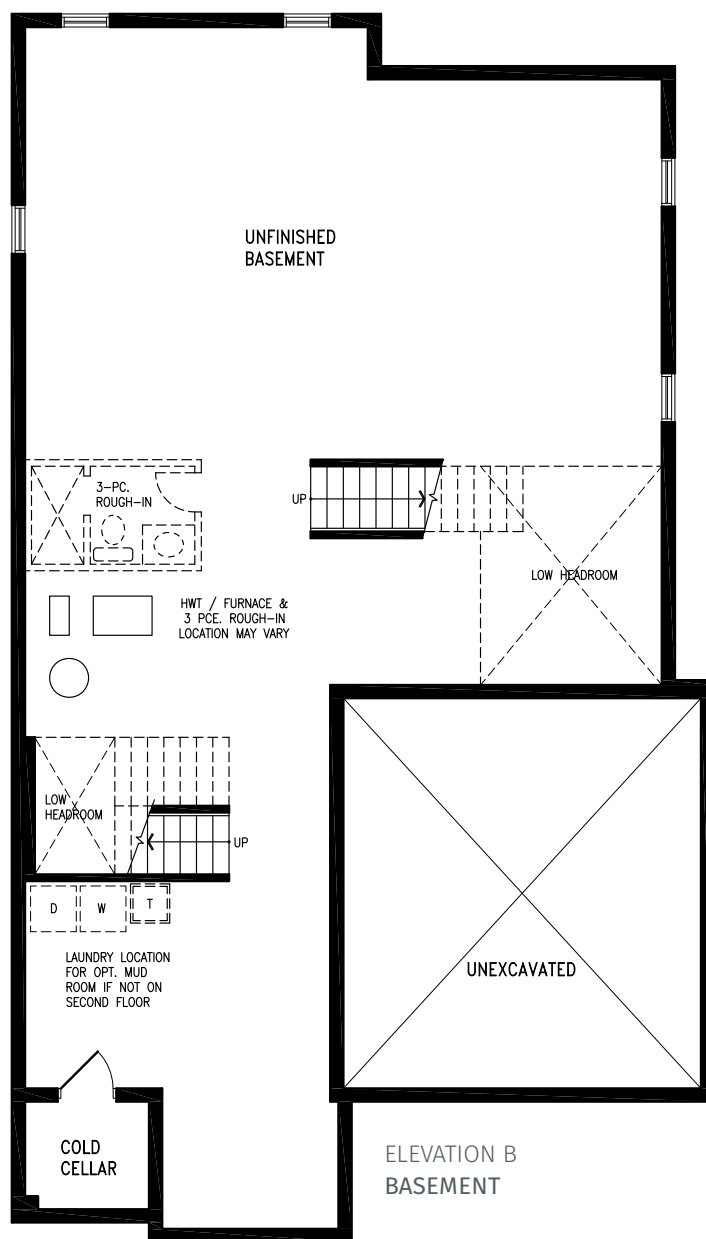 UNFINISHED
BASEMENT
3-PC.
ROUGH-IN
UP
LOW HEADROOM
HWT / FURNACE &
3 PCE. ROUGH-IN
LOCATION MAY VARY
LOW
HEADROOM
UP
D W T
LAUNDRY LOCATION
FOR OPT. MUD
ROOM IF NOT ON
SECOND FLOOR
UNEXCAVATED
COLD
CELLAR
ELEVATION B
BASEMENT